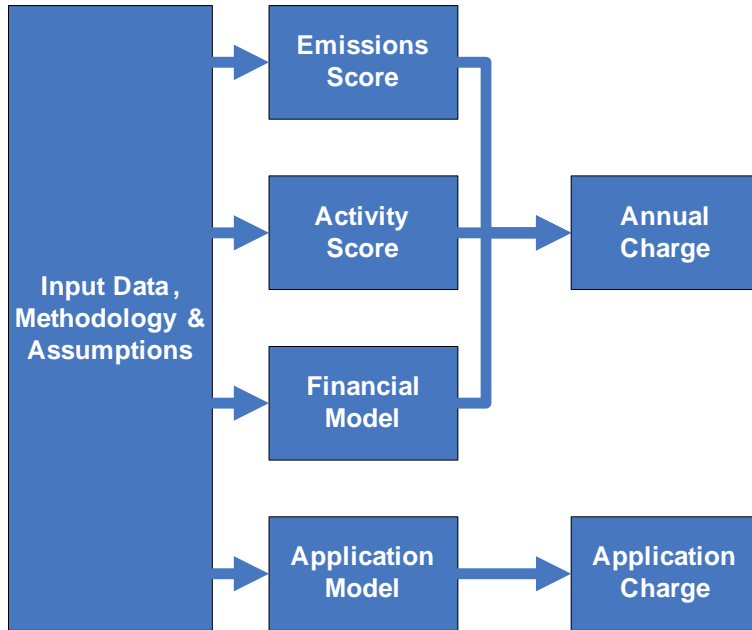 Emissions
Score
Activity
Score
Annual
Charge
Input Data,
Methodology &
Assumptions
Financial
Model
Application
Model
Application
Charge